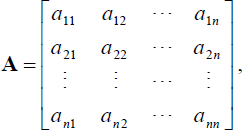 A = [ a₁₁ a₁₂ ⋯ a₁ₙ
a₂₁ a₂₂ ⋯ a₂ₙ
⋮ ⋮ ⋯ ⋮
aₙ₁ aₙ₂ ⋯ aₙₙ ] ,